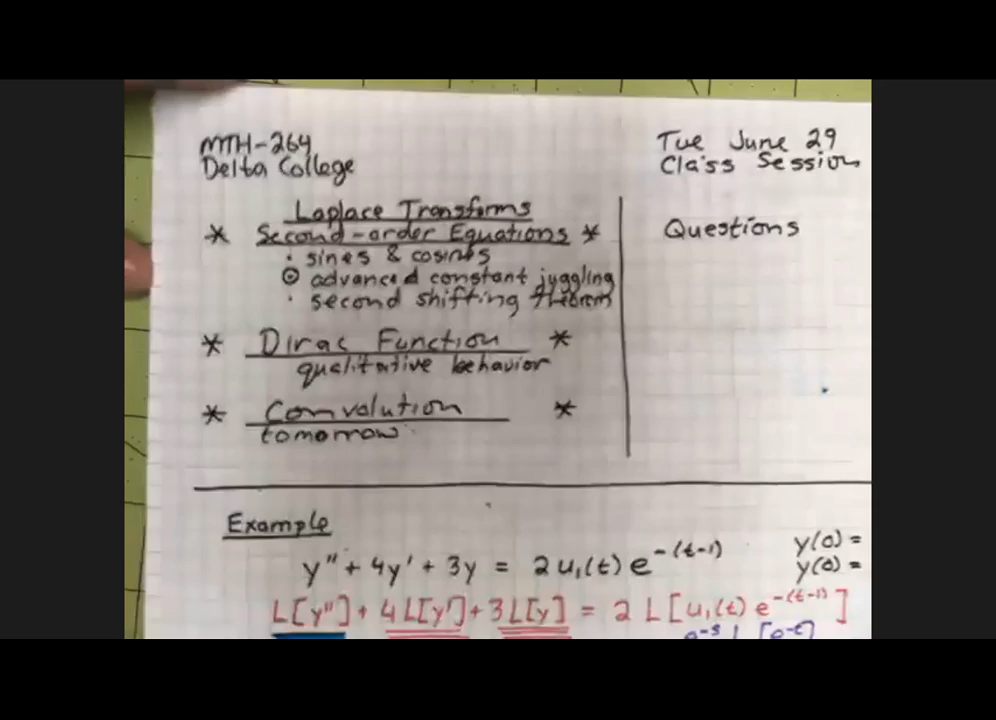 MTH-264
Delta College
Tue June 29
Class Session
Laplace Transforms
* Second-order Equations *
· sines & cosines
⊙ advanced constant juggling
· second shifting theorem
* Dirac Function *
qualitative behavior
* Convolution *
tomorrow
Questions
Example
y'' + 4y' + 3y = 2u₁(t) e^-(t-1)
y(0) =
y(0) =
L[y''] + 4L[y'] + 3L[y] = 2 L[u₁(t) e^-(t-1)]